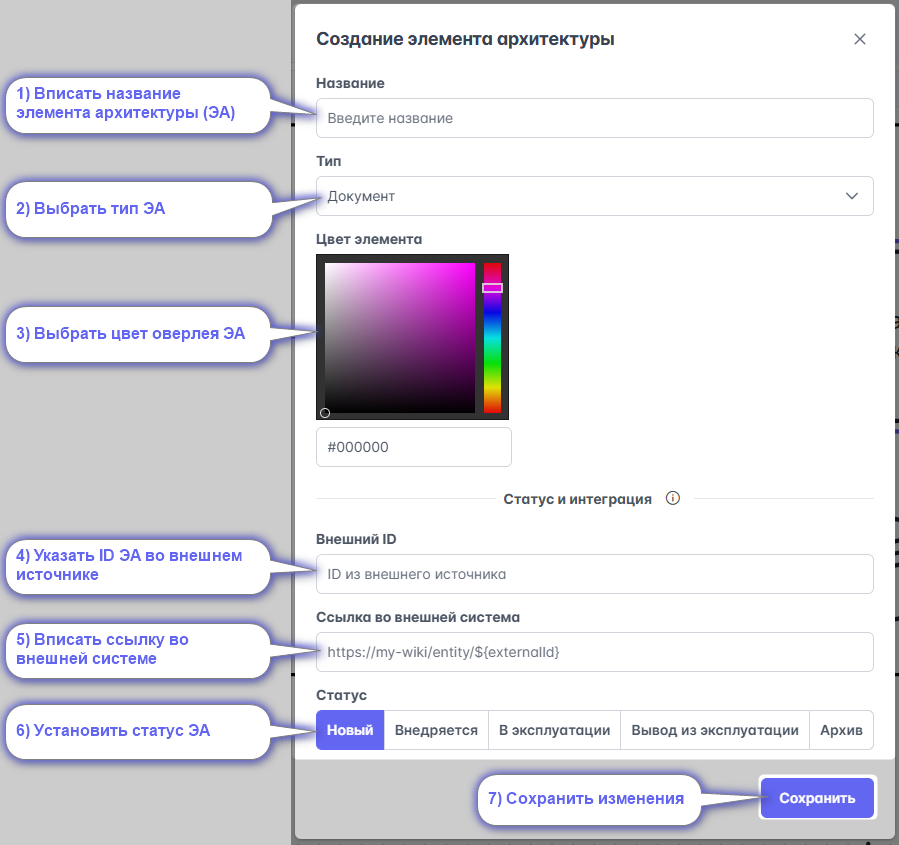 Создание элемента архитектуры
Название
1) Вписать название
элемента архитектуры (ЭА)
Введите название
Тип
2) Выбрать тип ЭА
Документ
Цвет элемента
3) Выбрать цвет оверлея ЭА
#000000
Статус и интеграция
Внешний ID
4) Указать ID ЭА во внешнем
источнике
ID из внешнего источника
Ссылка во внешней система
5) Вписать ссылку во
внешней системе
https://my-wiki/entity/${externalId}
Статус
6) Установить статус ЭА
Новый Внедряется В эксплуатации Вывод из эксплуатации Архив
7) Сохранить изменения
Сохранить